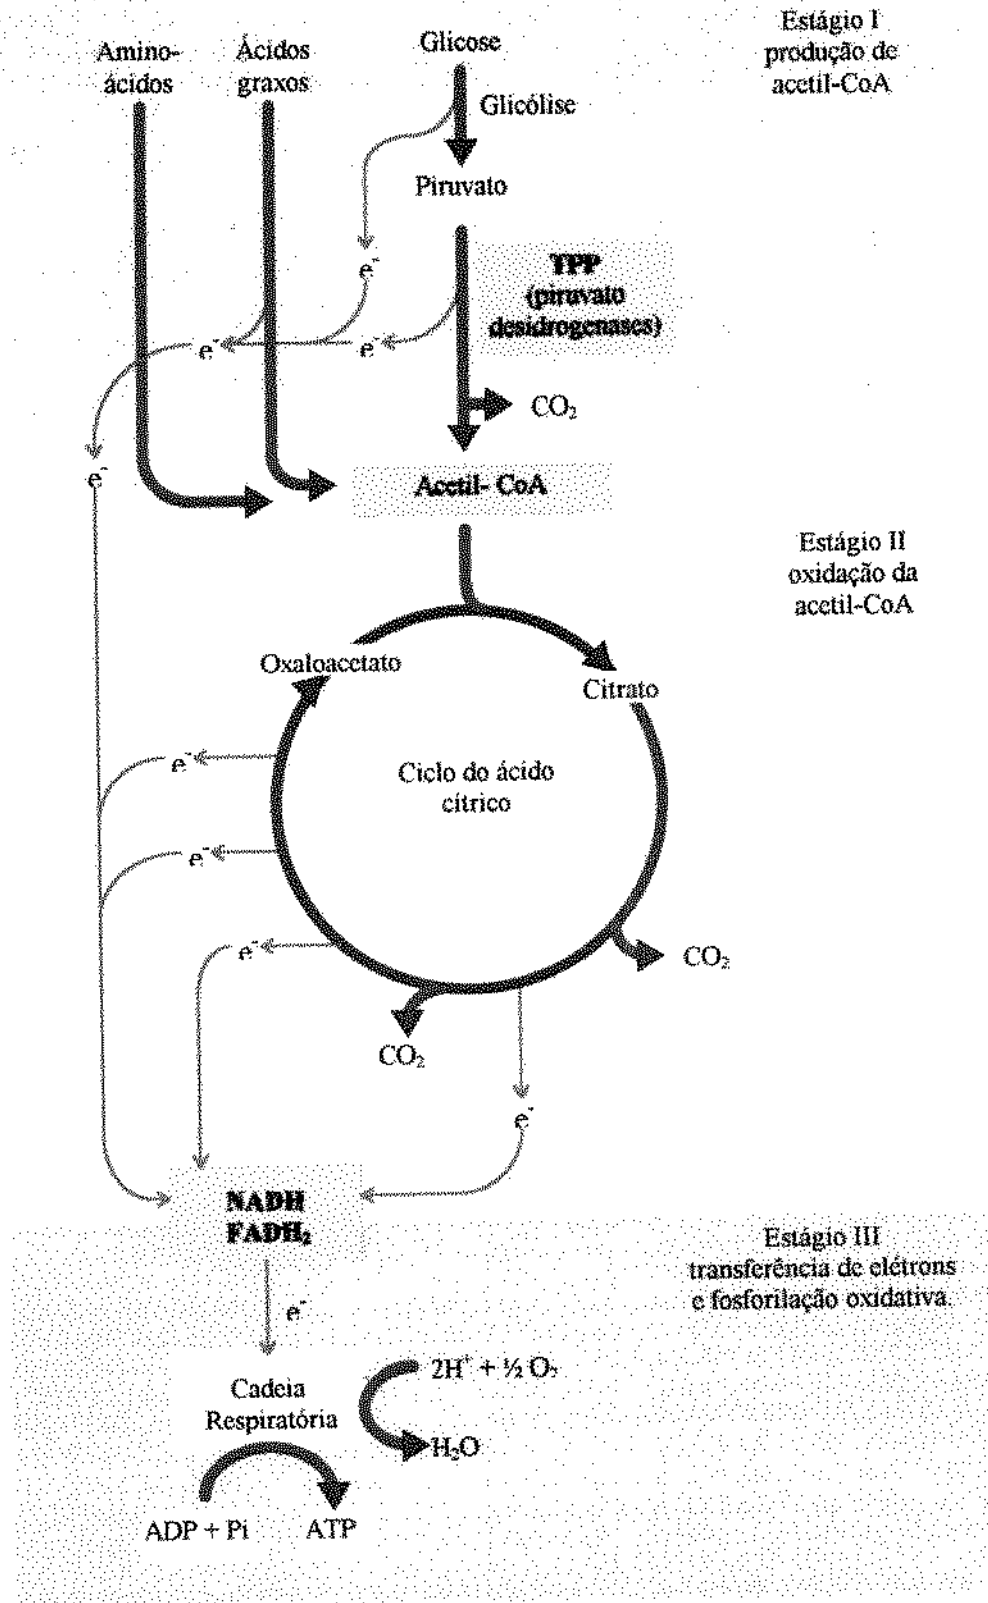 Estágio I
produção de
acetil-CoA
Amino-
ácidos
Ácidos
graxos
Glicose
Glicólise
Piruvato
e-
TPP
(piruvato
desidrogenases)
e-
e-
CO₂
e-
Acetil- CoA
Estágio II
oxidação da
acetil-CoA
Oxaloacetato
Citrato
e-
Ciclo do ácido
cítrico
e-
e-
CO₂
CO₂
e-
NADH
FADH₂
Estágio III
transferência de elétrons
e fosforilação oxidativa.
e-
2H⁺ + ½ O₂
Cadeia
Respiratória
H₂O
ADP + Pi
ATP